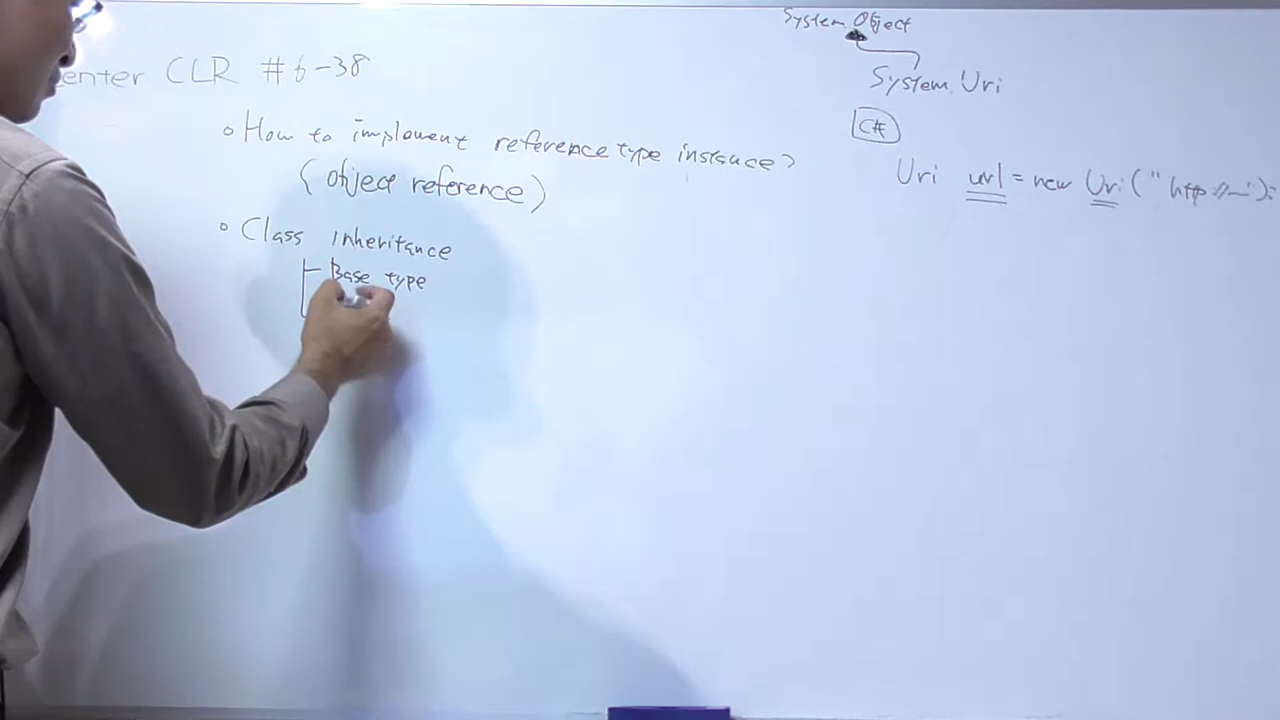 enter CLR #6-38
○ How to implement reference type instance?
(object reference)
○ Class inheritance
Base type
System.Object
System.Uri
C#
Uri url = new Uri("http://~");